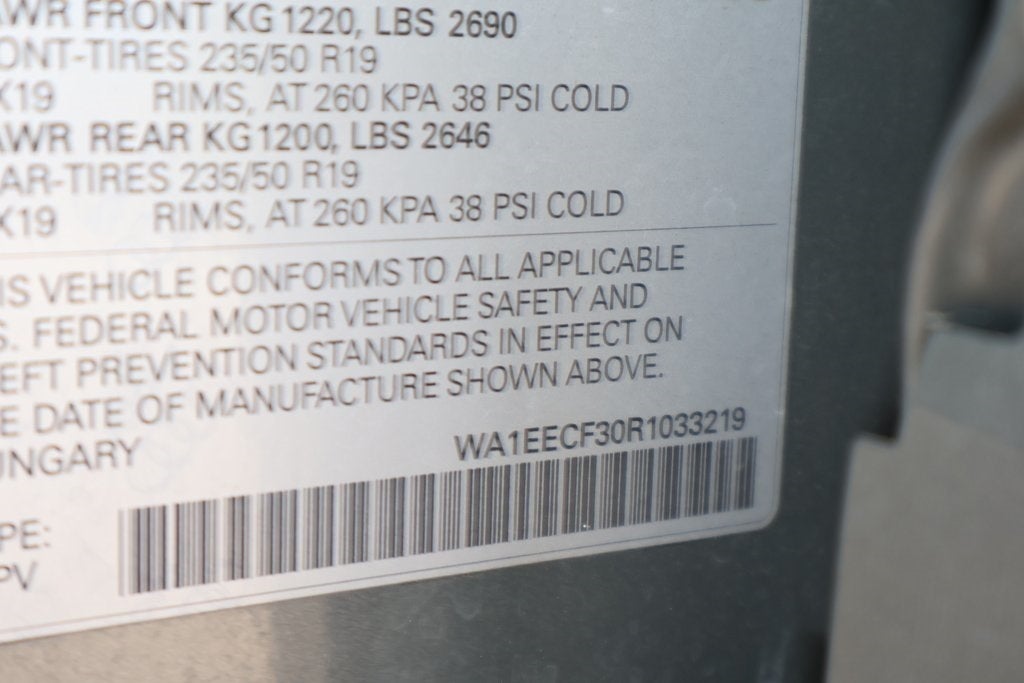 AWR FRONT KG 1220, LBS 2690
ONT-TIRES 235/50 R19
X19 RIMS, AT 260 KPA 38 PSI COLD
AWR REAR KG 1200, LBS 2646
AR-TIRES 235/50 R19
X19 RIMS, AT 260 KPA 38 PSI COLD
IS VEHICLE CONFORMS TO ALL APPLICABLE
S. FEDERAL MOTOR VEHICLE SAFETY AND
EFT PREVENTION STANDARDS IN EFFECT ON
E DATE OF MANUFACTURE SHOWN ABOVE.
UNGARY WA1EECF30R1033219
PE:
PV